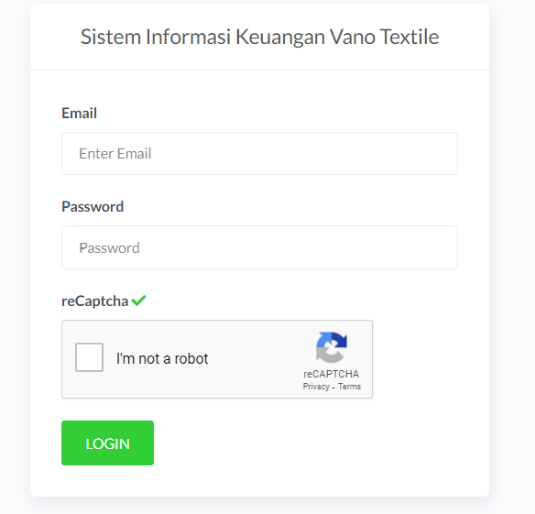 Sistem Informasi Keuangan Vano Textile
Email
Enter Email
Password
Password
reCaptcha
I'm not a robot
reCAPTCHA
Privacy - Terms
LOGIN